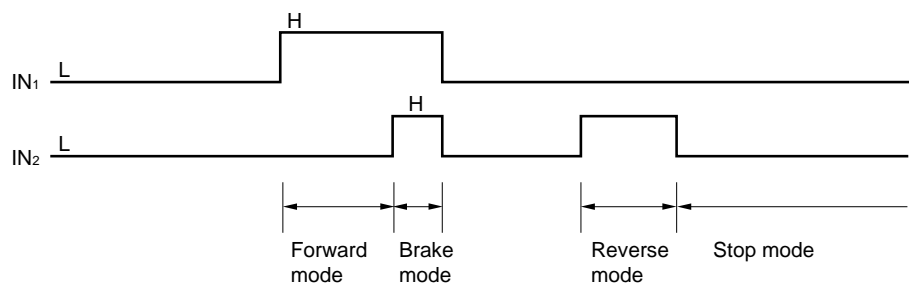 H
L
IN₁
H
L
IN₂
Forward mode
Brake mode
Reverse mode
Stop mode